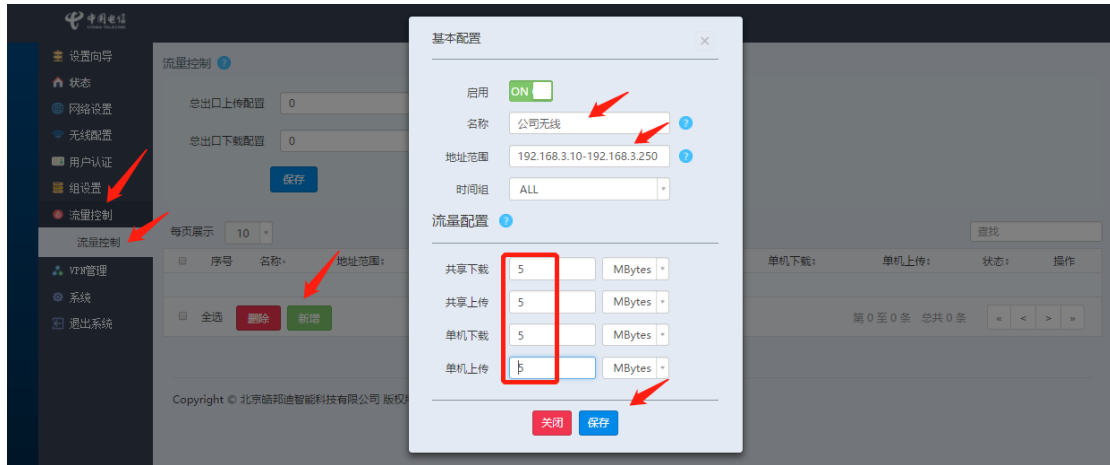 中国电信
CHINA TELECOM
设置向导
状态
网络设置
无线配置
用户认证
组设置
流量控制
流量控制
VPN管理
系统
退出系统
流量控制 ?
总出口上传配置 0
总出口下载配置 0
保存
每页展示 10
查找
序号 名称 地址范围 单机下载 单机上传 状态 操作
全选 删除 新增
第0至0条 总共0条 « < > »
Copyright © 北京皓邦迪智能科技有限公司 版权
基本配置 ×
启用 ON
名称 公司无线 ?
地址范围 192.168.3.10-192.168.3.250 ?
时间组 ALL
流量配置 ?
共享下载 5 MBytes
共享上传 5 MBytes
单机下载 5 MBytes
单机上传 5 MBytes
关闭 保存